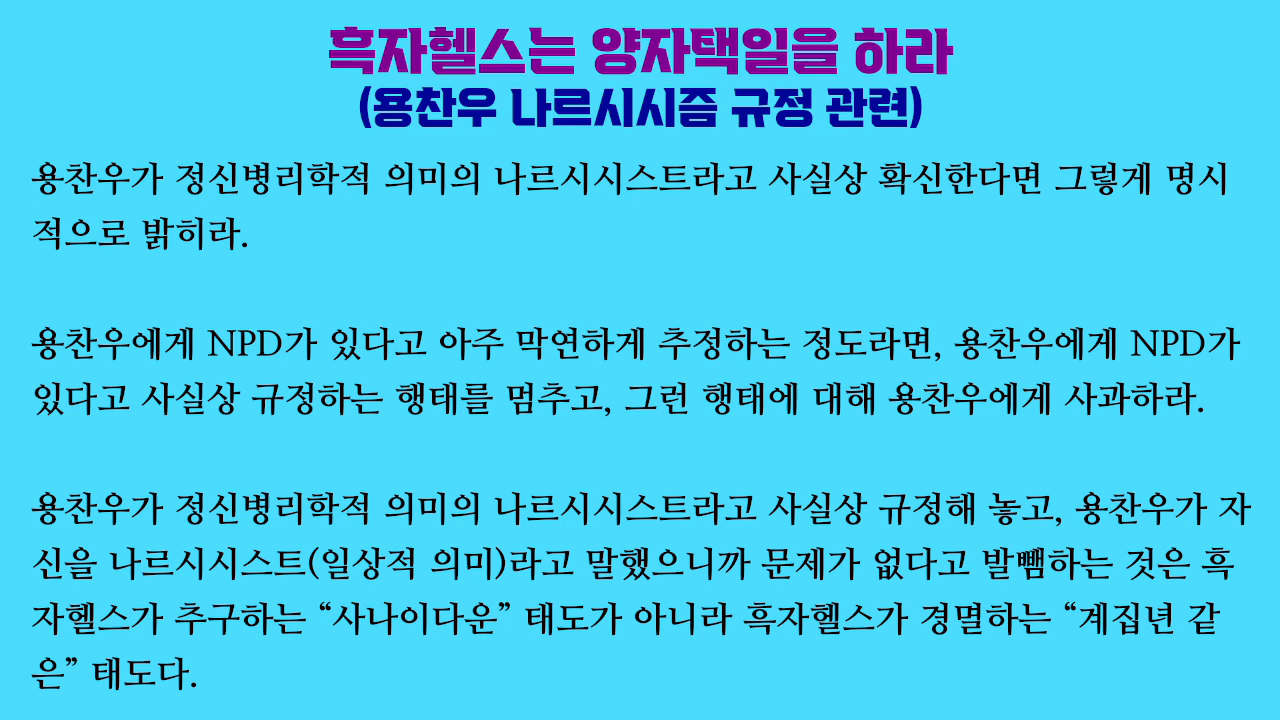 흑자헬스는 양자택일을 하라
(용찬우 나르시시즘 규정 관련)
용찬우가 정신병리학적 의미의 나르시시스트라고 사실상 확신한다면 그렇게 명시
적으로 밝히라.
용찬우에게 NPD가 있다고 아주 막연하게 추정하는 정도라면, 용찬우에게 NPD가
있다고 사실상 규정하는 행태를 멈추고, 그런 행태에 대해 용찬우에게 사과하라.
용찬우가 정신병리학적 의미의 나르시시스트라고 사실상 규정해 놓고, 용찬우가 자
신을 나르시시스트(일상적 의미)라고 말했으니까 문제가 없다고 발뺌하는 것은 흑
자헬스가 추구하는 “사나이다운” 태도가 아니라 흑자헬스가 경멸하는 “계집년 같
은” 태도다.